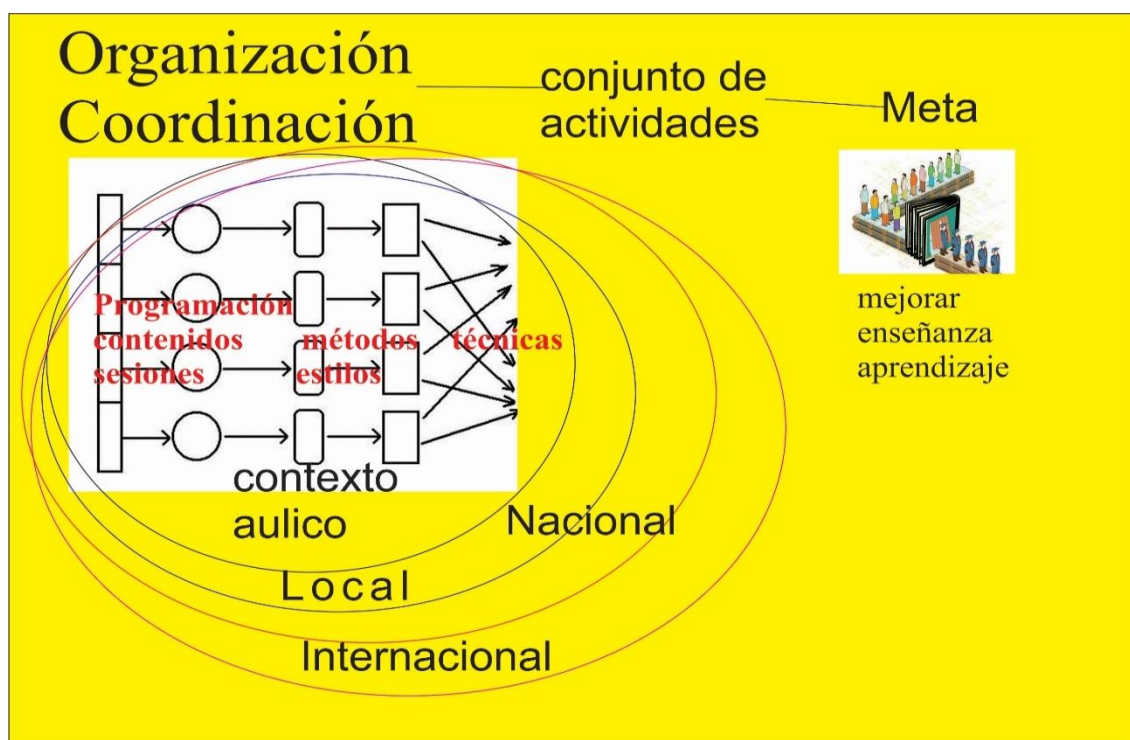 Organización
Coordinación
conjunto de
actividades
Meta
mejorar
enseñanza
aprendizaje
Programación
contenidos métodos técnicas
sesiones estilos
contexto
aulico
Nacional
Local
Internacional